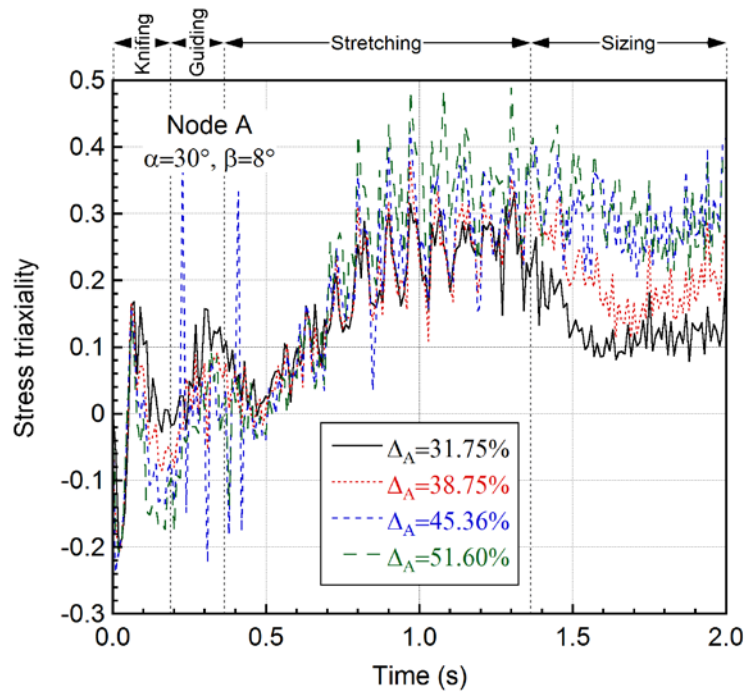 Knifing
Guiding
Stretching
Sizing
Node A
α=30°, β=8°
Stress triaxiality
0.5
0.4
0.3
0.2
0.1
0
-0.1
-0.2
-0.3
Δ_A=31.75%
Δ_A=38.75%
Δ_A=45.36%
Δ_A=51.60%
0.0 0.5 1.0 1.5 2.0
Time (s)